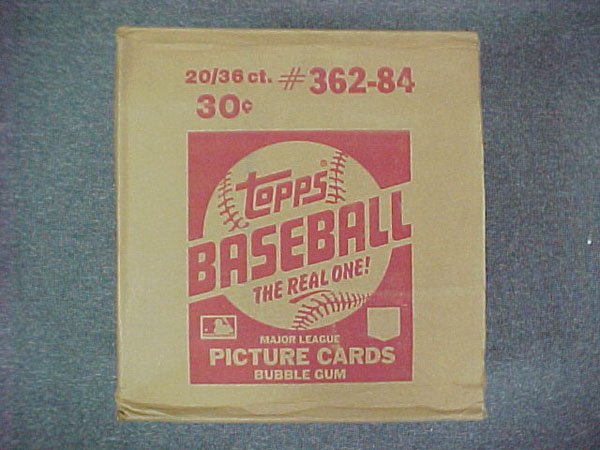 20/36 ct. # 362-84
30¢
Topps®
BASEBALL
THE REAL ONE!
MAJOR LEAGUE
PICTURE CARDS
BUBBLE GUM